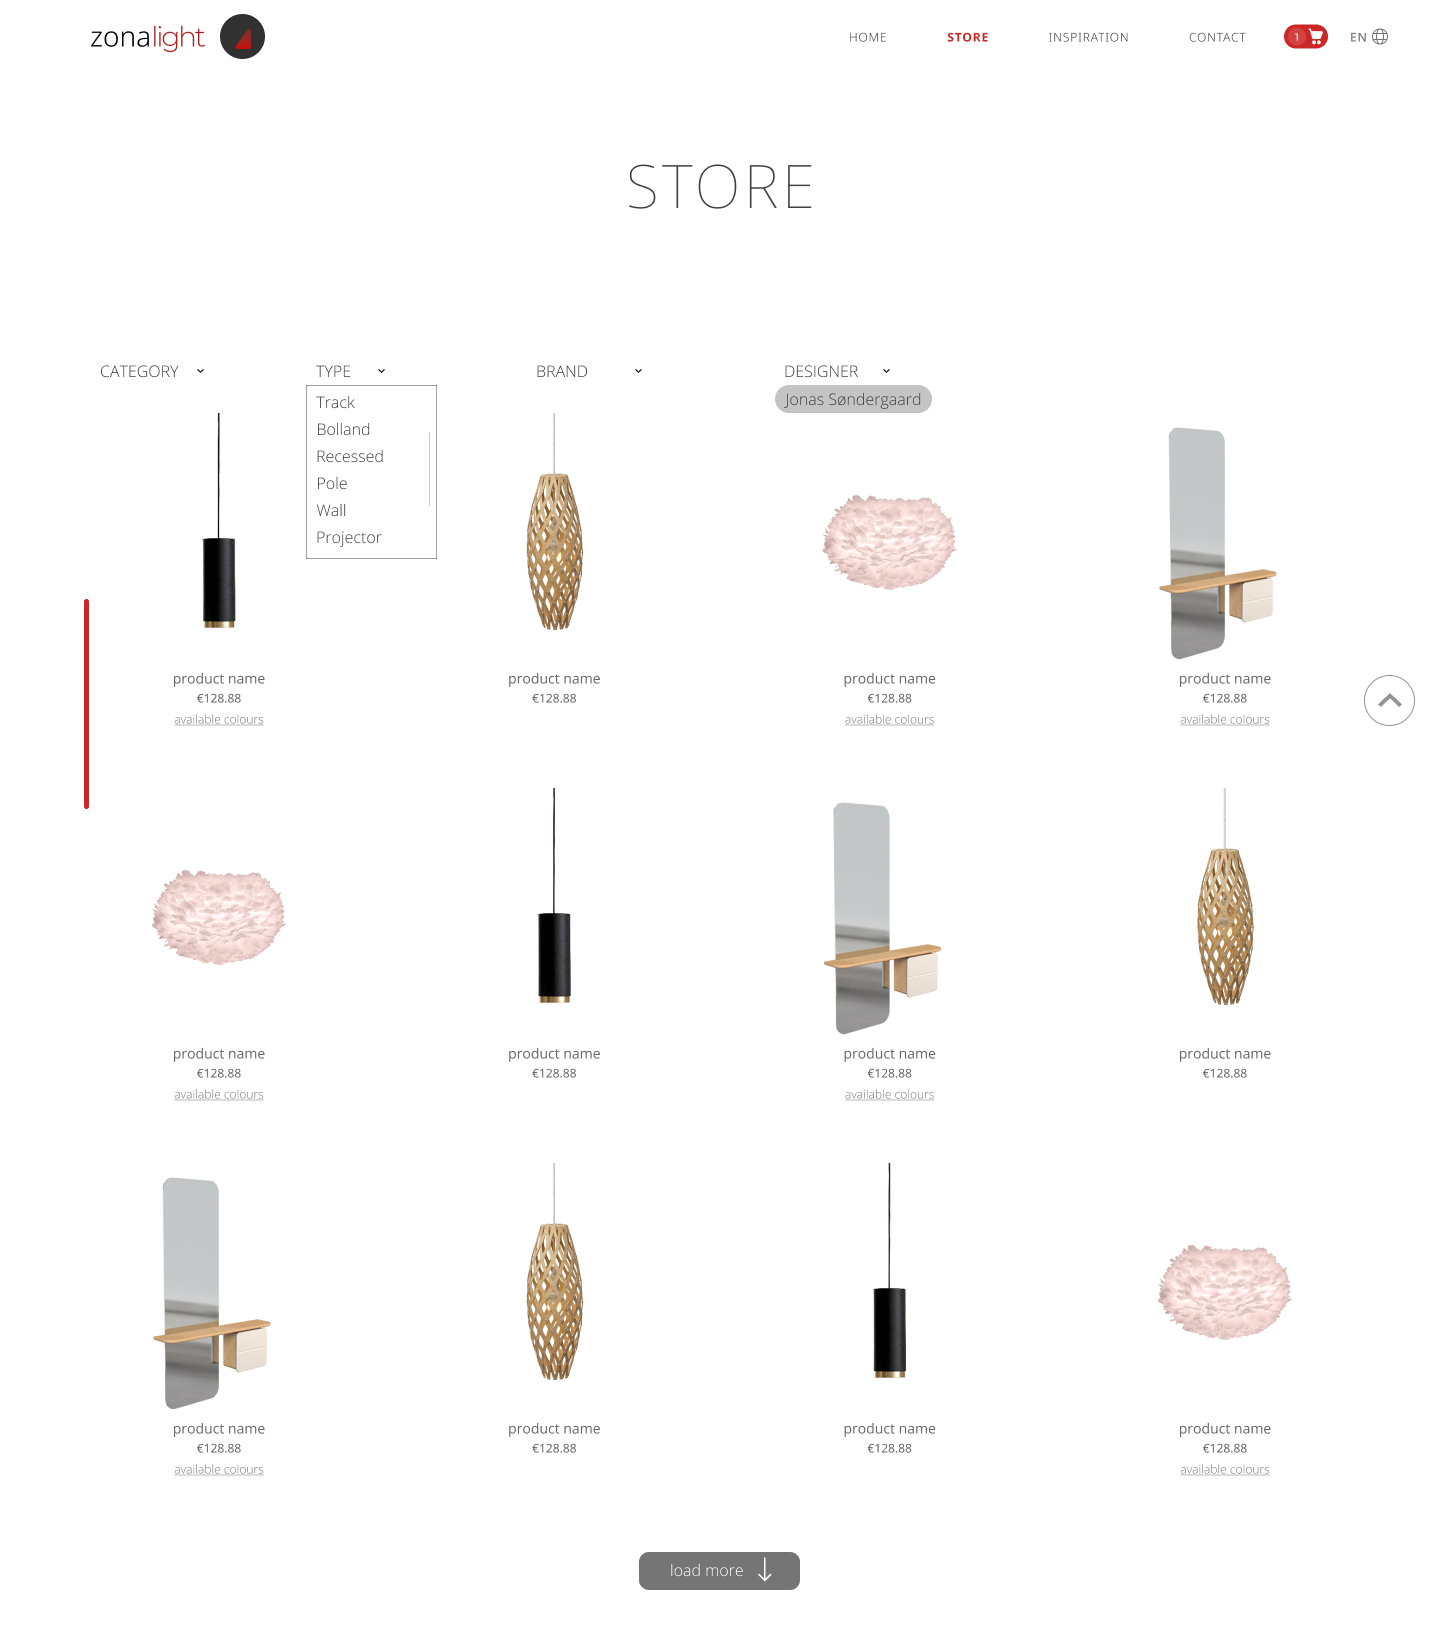 zonalight
HOME STORE INSPIRATION CONTACT 1 EN
STORE
CATEGORY TYPE BRAND DESIGNER
Jonas Søndergaard
Track
Bolland
Recessed
Pole
Wall
Projector
product name product name product name product name
€128.88 €128.88 €128.88 €128.88
available colours available colours available colours
product name product name product name product name
€128.88 €128.88 €128.88 €128.88
available colours available colours
product name product name product name product name
€128.88 €128.88 €128.88 €128.88
available colours available colours
load more